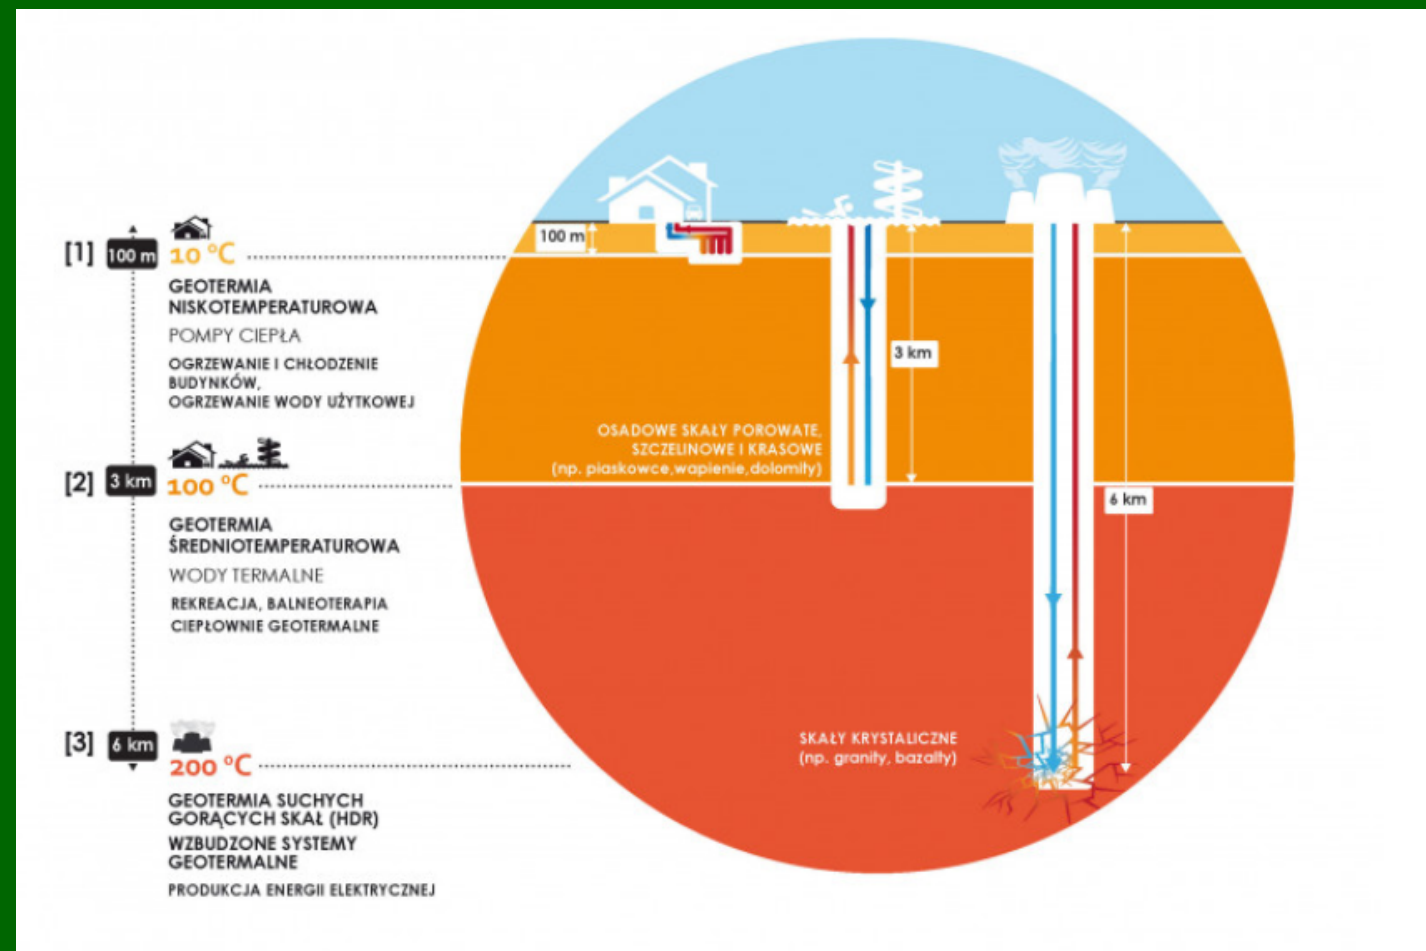 [1] 100 m 10 °C
GEOTERMIA
NISKOTEMPERATUROWA
POMPY CIEPŁA
OGRZEWANIE I CHŁODZENIE
BUDYNKÓW,
OGRZEWANIE WODY UŻYTKOWEJ
[2] 3 km 100 °C
GEOTERMIA
ŚREDNIOTEMPERATUROWA
WODY TERMALNE
REKREACJA, BALNEOTERAPIA
CIEPŁOWNIE GEOTERMALNE
[3] 6 km 200 °C
GEOTERMIA SUCHYCH
GORĄCYCH SKAŁ (HDR)
WZBUDZONE SYSTEMY
GEOTERMALNE
PRODUKCJA ENERGII ELEKTRYCZNEJ
100 m
3 km
OSADOWE SKAŁY POROWATE,
SZCZELINOWE I KRASOWE
(np. piaskowce,wapienie,dolomity)
6 km
SKAŁY KRYSTALICZNE
(np. granity, bazalty)